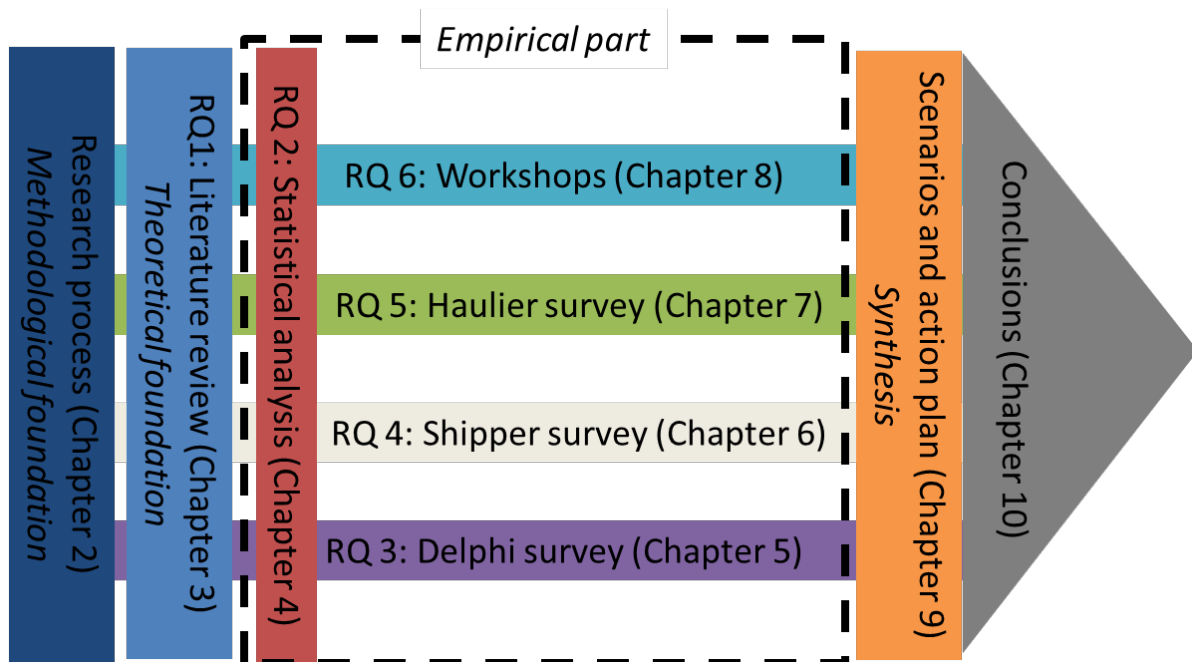 Empirical part
Research process (Chapter 2)
Methodological foundation
RQ1: Literature review (Chapter 3)
Theoretical foundation
RQ 2: Statistical analysis (Chapter 4)
RQ 6: Workshops (Chapter 8)
RQ 5: Haulier survey (Chapter 7)
RQ 4: Shipper survey (Chapter 6)
RQ 3: Delphi survey (Chapter 5)
Scenarios and action plan (Chapter 9)
Synthesis
Conclusions (Chapter 10)